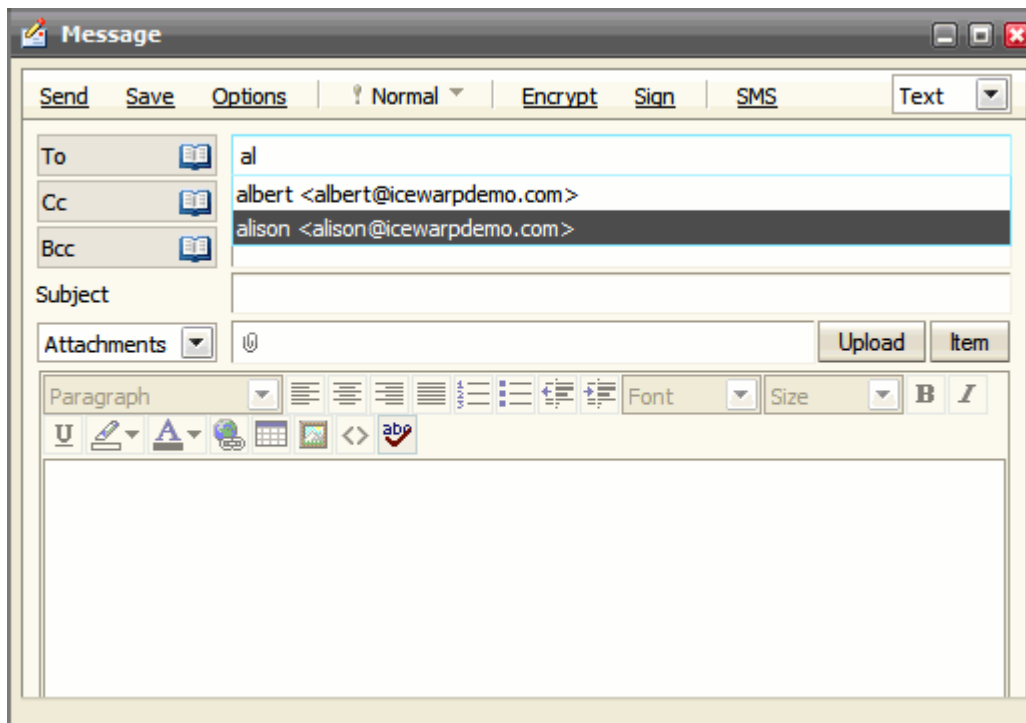 Message
Send Save Options Normal Encrypt Sign SMS Text
To al
Cc albert <albert@icewarpdemo.com>
alison <alison@icewarpdemo.com>
Bcc
Subject
Attachments Upload Item
Paragraph Font Size B I
U A abc